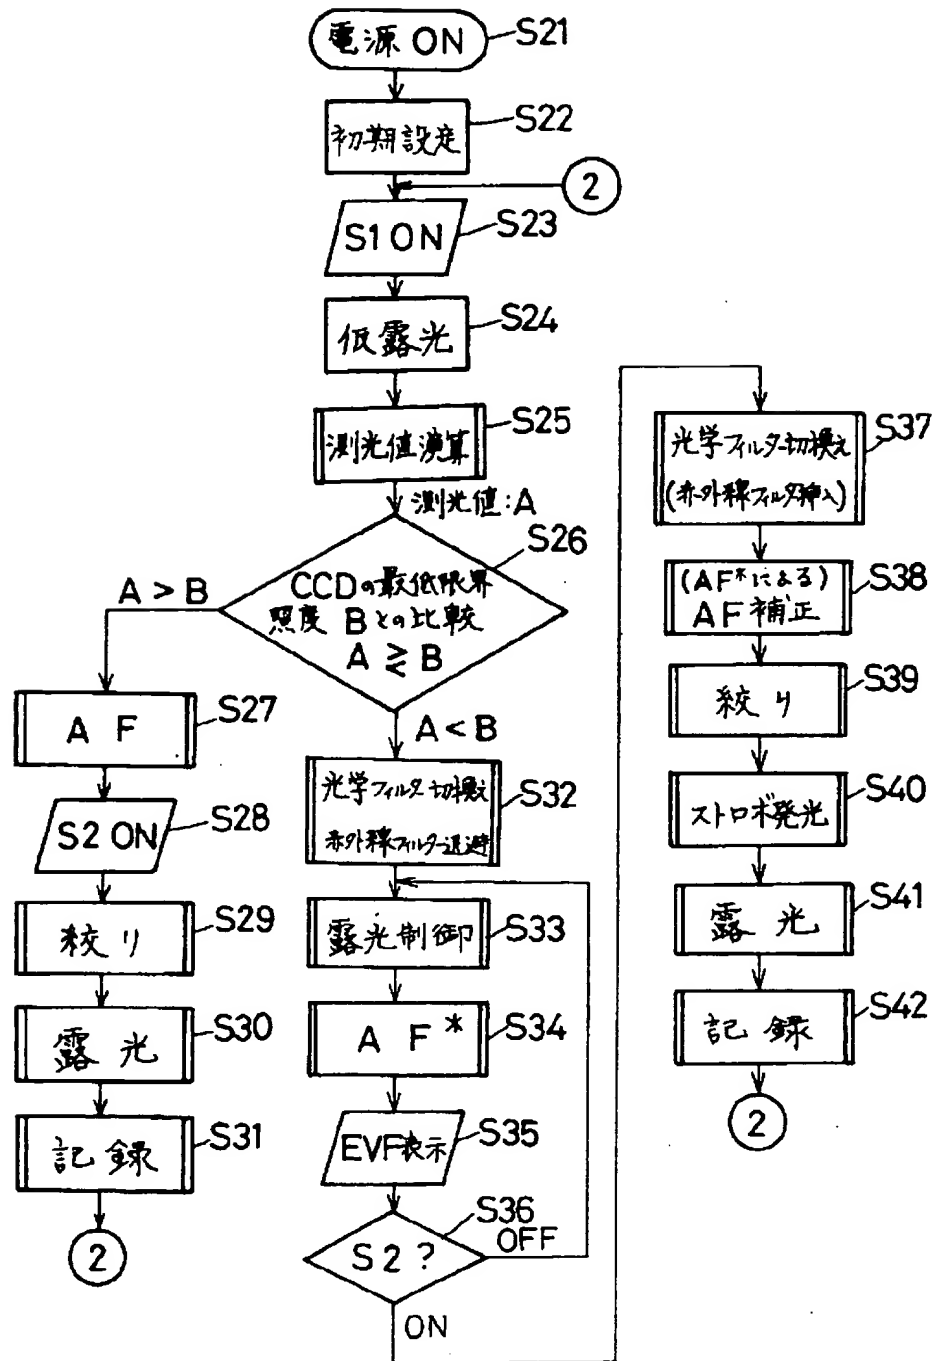 電源 ON
S21
初期設定
S22
2
S1 ON
S23
低露光
S24
測光値演算
S25
測光値:A
S26
CCDの最低限界
照度 Bとの比較
A ≷ B
A > B
A F
S27
S2 ON
S28
絞り
S29
露光
S30
記録
S31
2
A < B
光学フィルタ切換え
赤外線フィルター退避
S32
露光制御
S33
A F *
S34
EVF表示
S35
S2?
S36
OFF
ON
光学フィルター切換え
(赤外線フィルタ挿入)
S37
(AF*による)
AF補正
S38
絞り
S39
ストロボ発光
S40
露光
S41
記録
S42
2